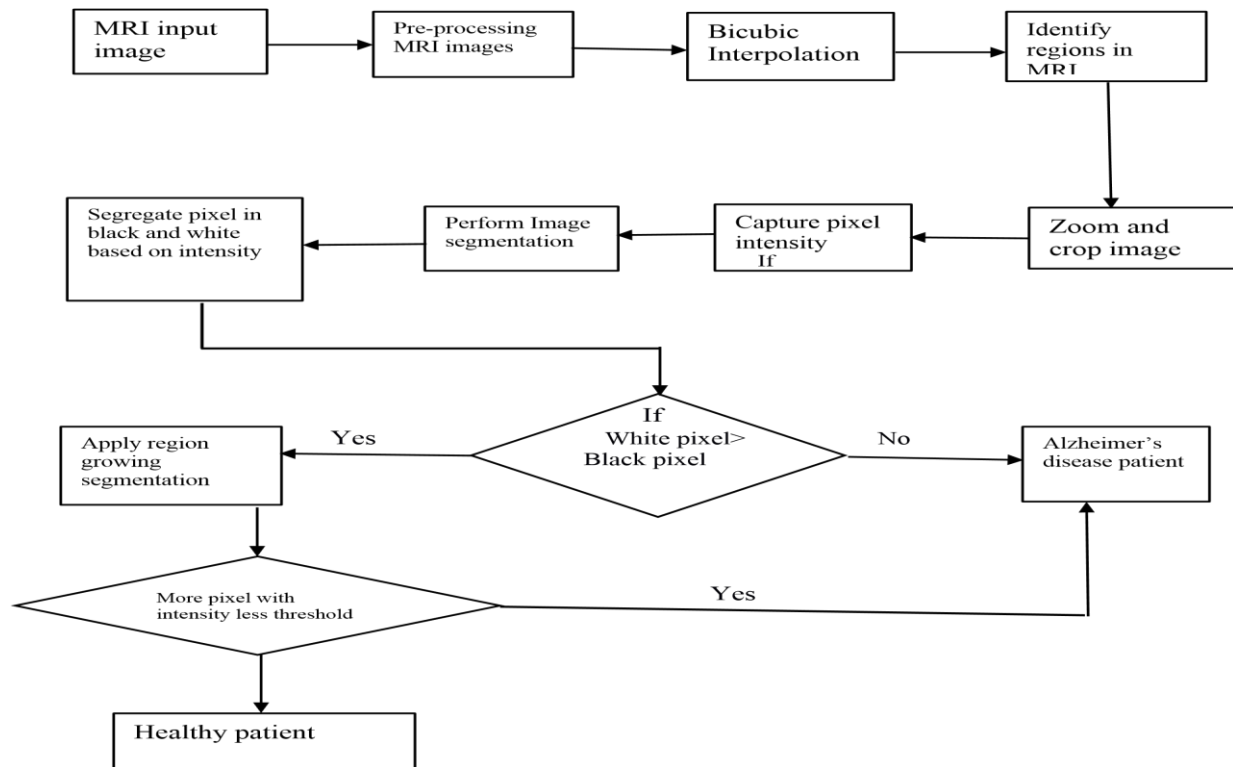 MRI input
image
Pre-processing
MRI images
Bicubic
Interpolation
Identify
regions in
MRI
Segregate pixel in
black and white
based on intensity
Perform Image
segmentation
Capture pixel
intensity
If
Zoom and
crop image
If
White pixel>
Black pixel
Yes
No
Apply region
growing
segmentation
Alzheimer's
disease patient
More pixel with
intensity less threshold
Yes
Healthy patient